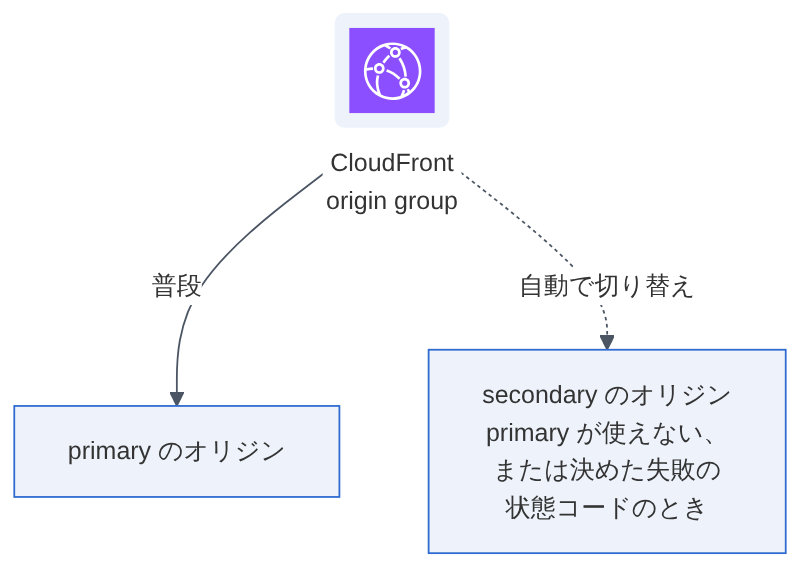 CloudFront
origin group
普段
自動で切り替え
primary のオリジン
secondary のオリジン
primary が使えない、
または決めた失敗の
状態コードのとき